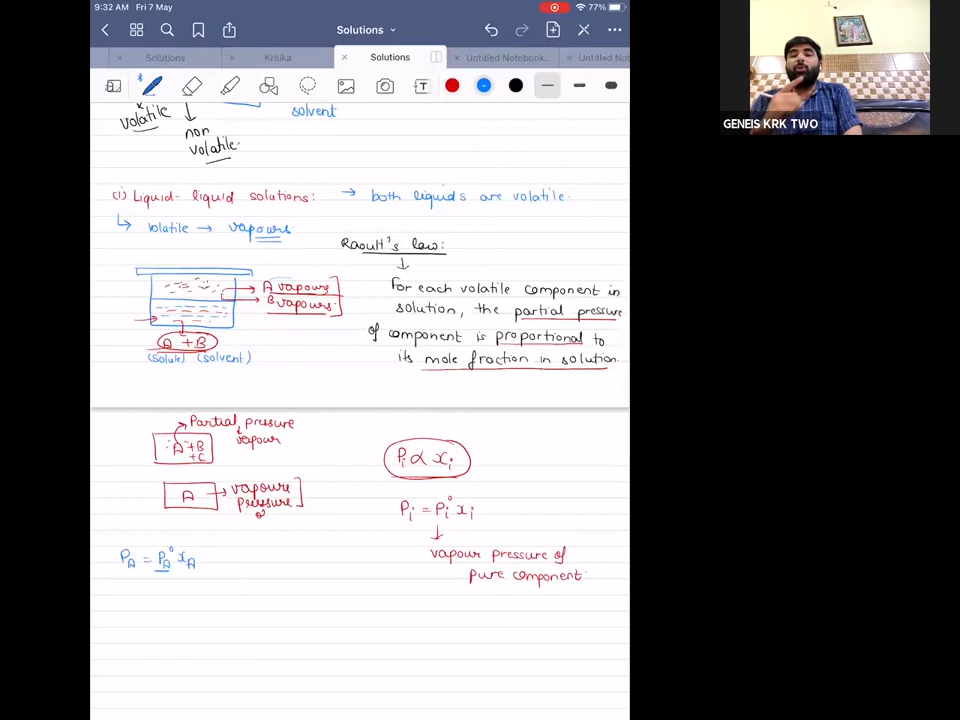 9:32 AM Fri 7 May
77%
Solutions
Solutions
Kritika
Solutions
Untitled Notebook...
Untitled Not
GENEIS KRK TWO
volatile
solvent
non
volatile
(i) Liquid-liquid solutions: → both liquids are volatile.
↳ volatile → vapours
Raoult's law:
For each volatile component in
solution, the partial pressure
of component is proportional to
its mole fraction in solution.
A vapours
B vapours
A + B
(solute) (solvent)
Partial pressure
vapour
A + B
+ C
A → vapoure
pressure
Pi ∝ xi
Pi = Pi° xi
vapour pressure of
pure component
PA = PA° xA